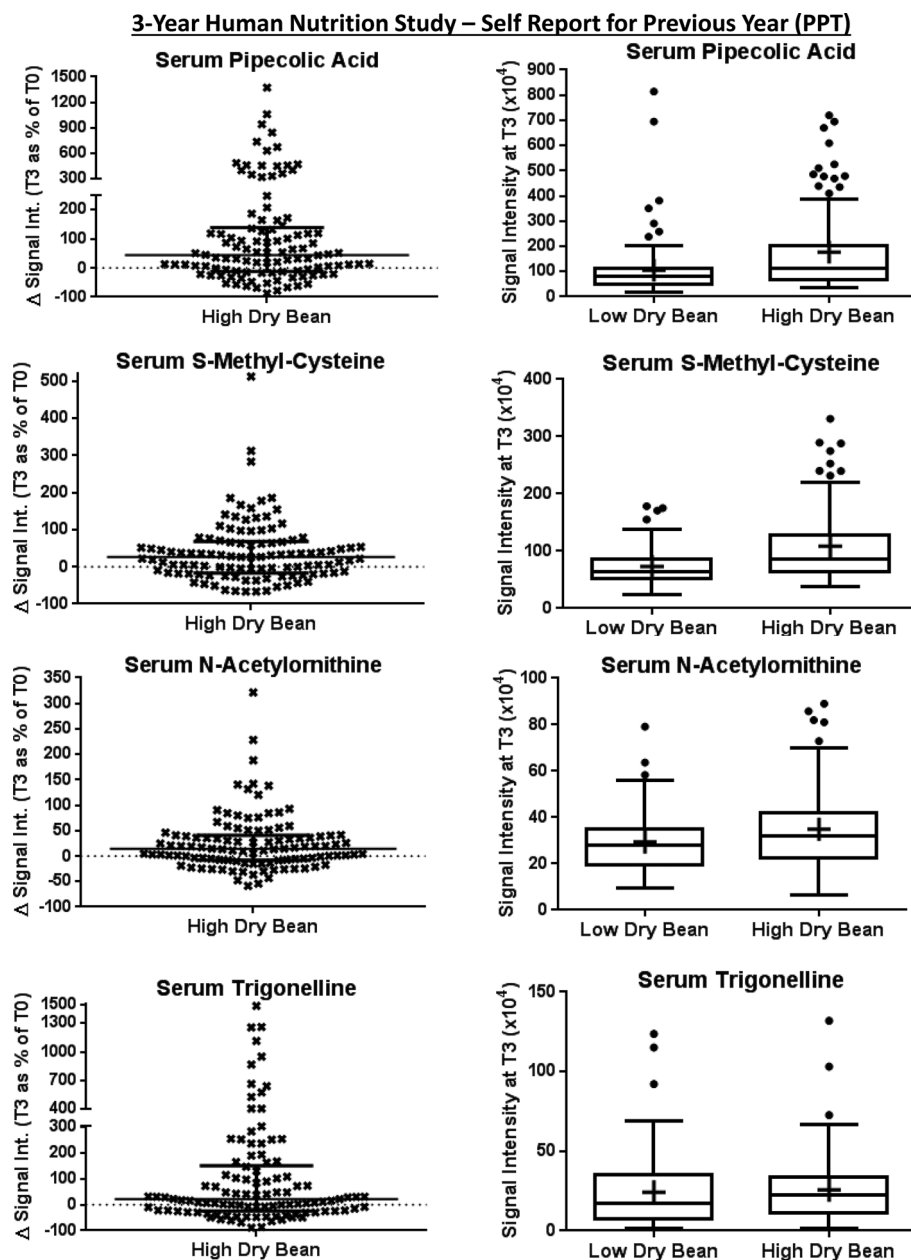 3-Year Human Nutrition Study – Self Report for Previous Year (PPT)
Serum Pipecolic Acid
Δ Signal Int. (T3 as % of T0)
1500
1200
900
600
300
200
100
0
-100
High Dry Bean
Serum Pipecolic Acid
Signal Intensity at T3 (x10⁴)
900
800
700
600
500
400
300
200
100
0
Low Dry Bean High Dry Bean
Serum S-Methyl-Cysteine
Δ Signal Int. (T3 as % of T0)
500
400
300
200
100
0
-100
High Dry Bean
Serum S-Methyl-Cysteine
Signal Intensity at T3 (x10⁴)
400
300
200
100
0
Low Dry Bean High Dry Bean
Serum N-Acetylornithine
Δ Signal Int. (T3 as % of T0)
350
300
250
200
150
100
50
0
-50
-100
High Dry Bean
Serum N-Acetylornithine
Signal Intensity at T3 (x10⁴)
100
80
60
40
20
0
Low Dry Bean High Dry Bean
Serum Trigonelline
Δ Signal Int. (T3 as % of T0)
1500
1300
1000
700
400
300
200
100
0
-100
High Dry Bean
Serum Trigonelline
Signal Intensity at T3 (x10⁴)
150
100
50
0
Low Dry Bean High Dry Bean